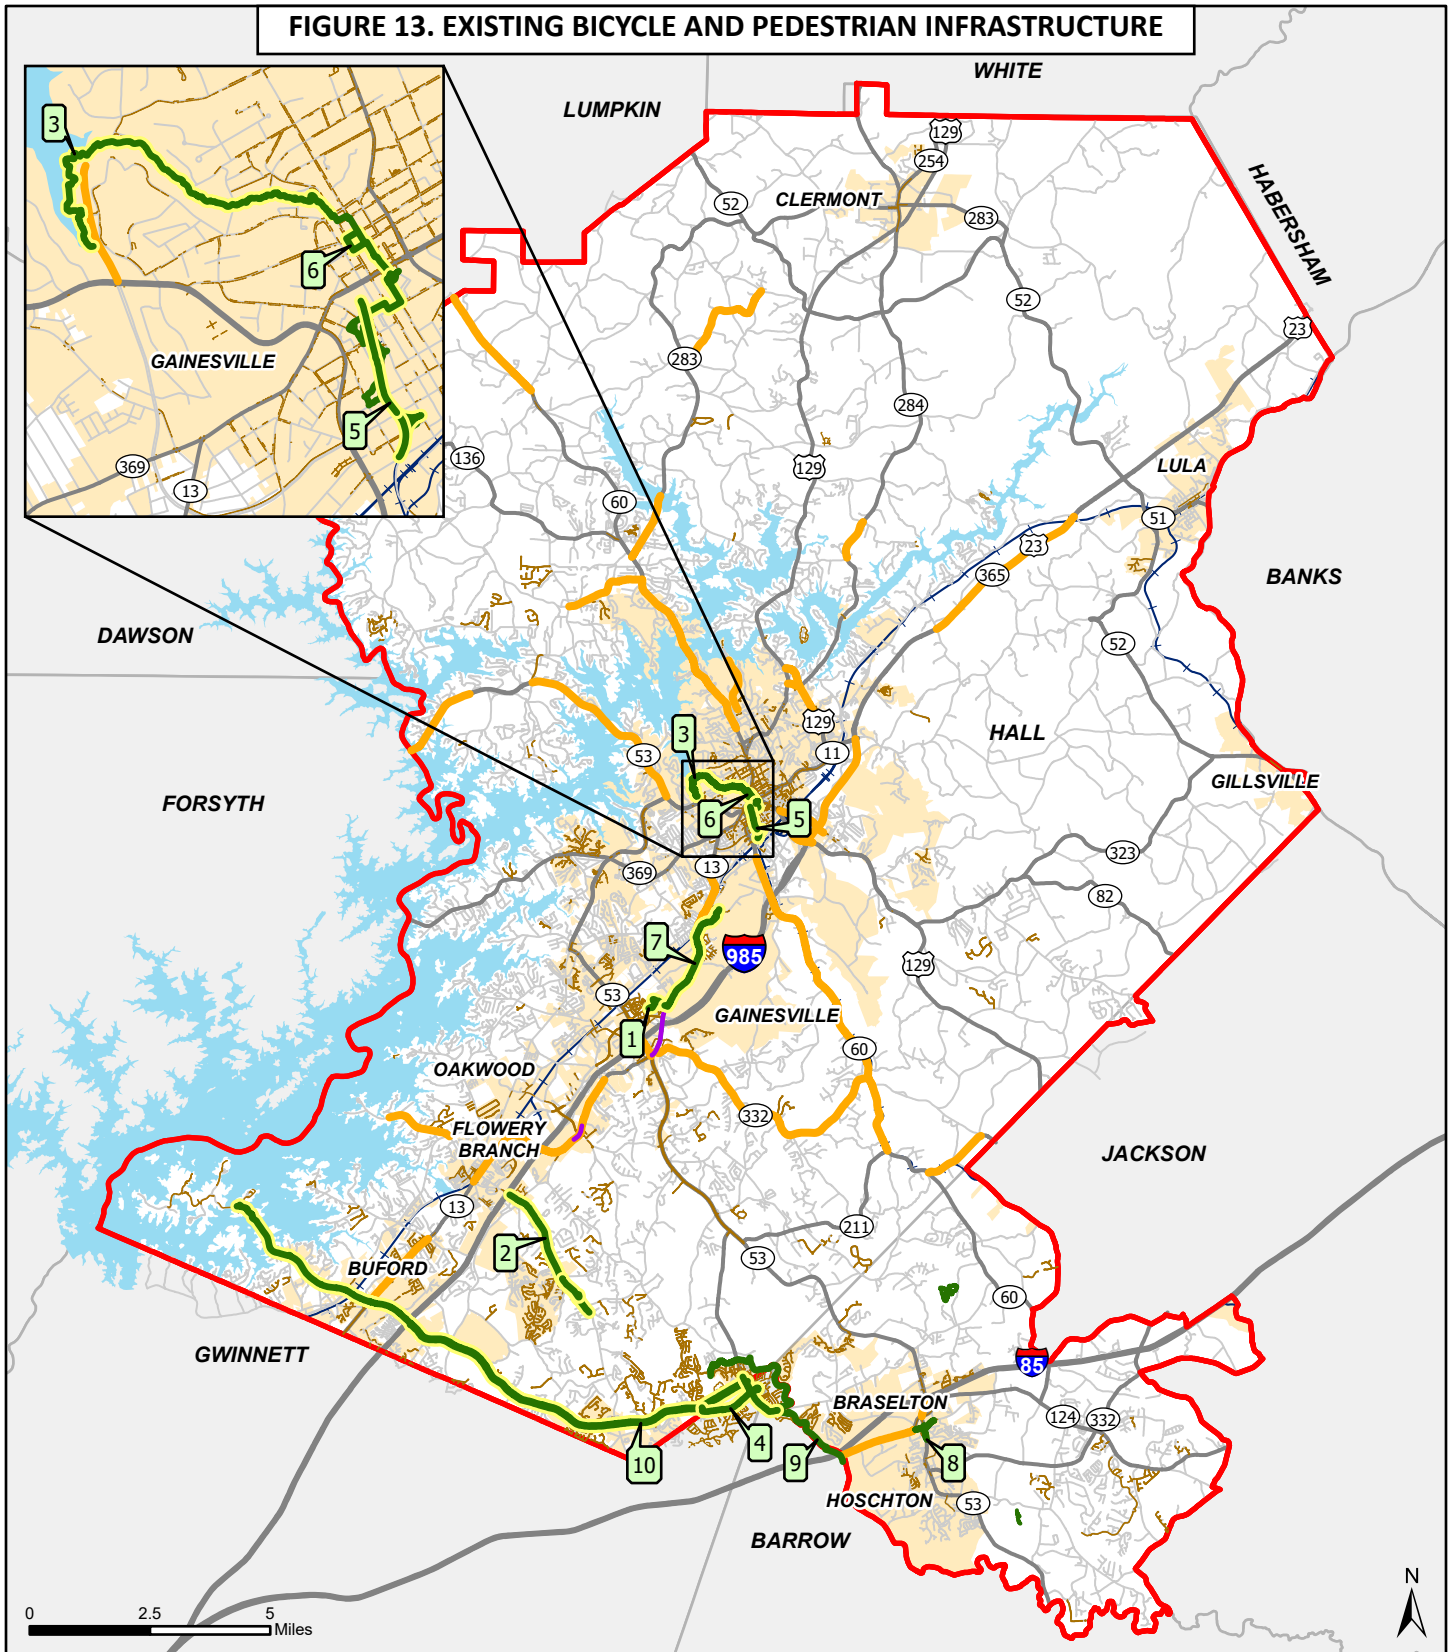 FIGURE 13. EXISTING BICYCLE AND PEDESTRIAN INFRASTRUCTURE
WHITE
LUMPKIN
HABERSHAM
3
6
GAINESVILLE
5
369
13
129
254
52
CLERMONT
283
52
23
283
284
136
129
60
LULA
51
23
365
BANKS
DAWSON
52
129
HALL
3
53
11
GILLSVILLE
FORSYTH
6
5
323
369
13
82
7
985
129
53
1
GAINESVILLE
60
OAKWOOD
332
FLOWERY
BRANCH
JACKSON
13
211
2
53
BUFORD
60
GWINNETT
85
BRASELTON
124
332
4
9
8
10
HOSCHTON
53
BARROW
N
0
2.5
5
Miles